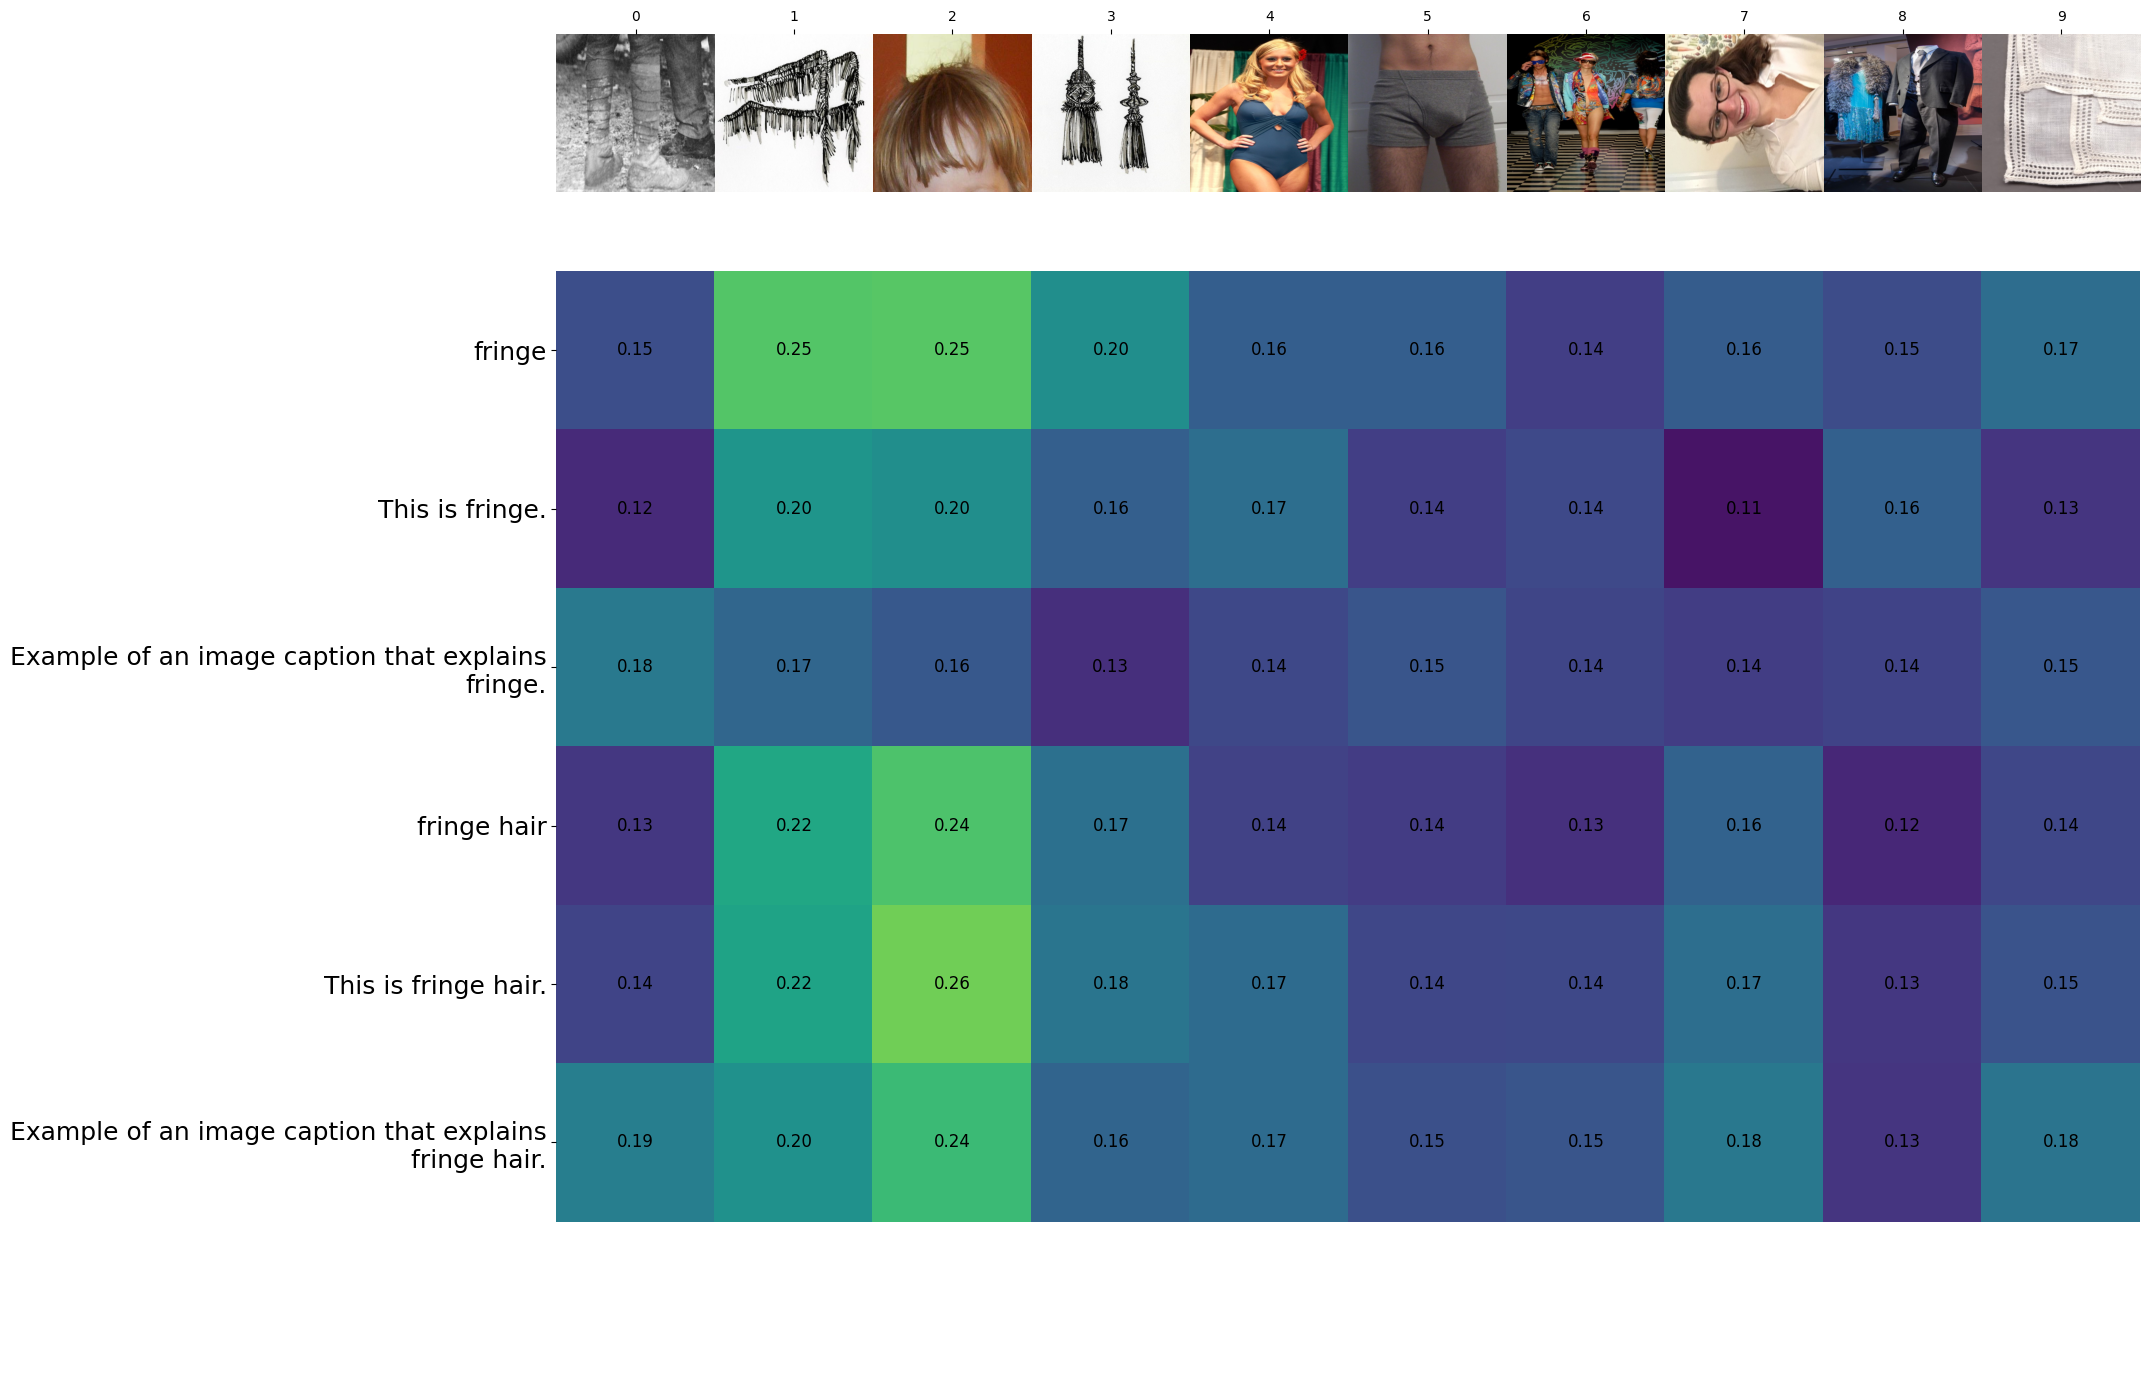 0 1 2 3 4 5 6 7 8 9
fringe 0.15 0.25 0.25 0.20 0.16 0.16 0.14 0.16 0.15 0.17
This is fringe. 0.12 0.20 0.20 0.16 0.17 0.14 0.14 0.11 0.16 0.13
Example of an image caption that explains
fringe. 0.18 0.17 0.16 0.13 0.14 0.15 0.14 0.14 0.14 0.15
fringe hair 0.13 0.22 0.24 0.17 0.14 0.14 0.13 0.16 0.12 0.14
This is fringe hair. 0.14 0.22 0.26 0.18 0.17 0.14 0.14 0.17 0.13 0.15
Example of an image caption that explains
fringe hair. 0.19 0.20 0.24 0.16 0.17 0.15 0.15 0.18 0.13 0.18